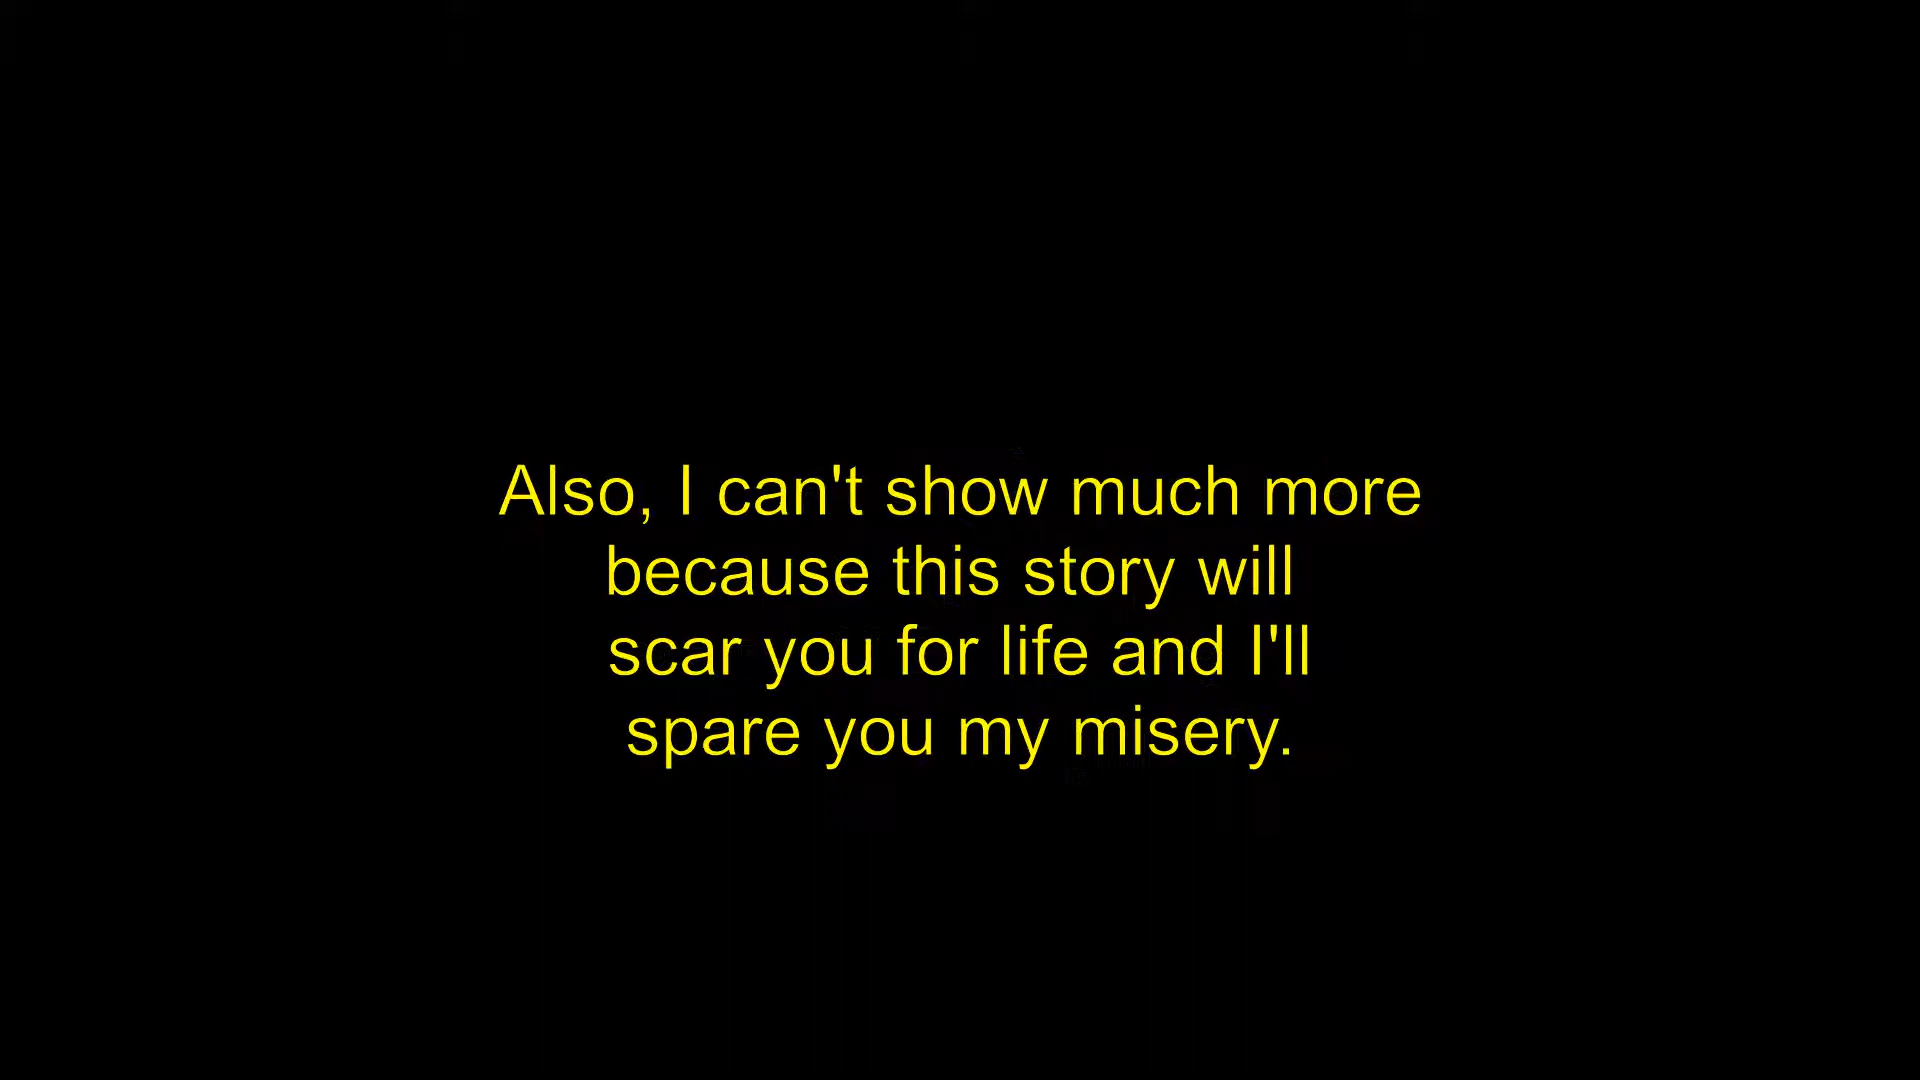 Also, I can't show much more
because this story will
scar you for life and I'll
spare you my misery.